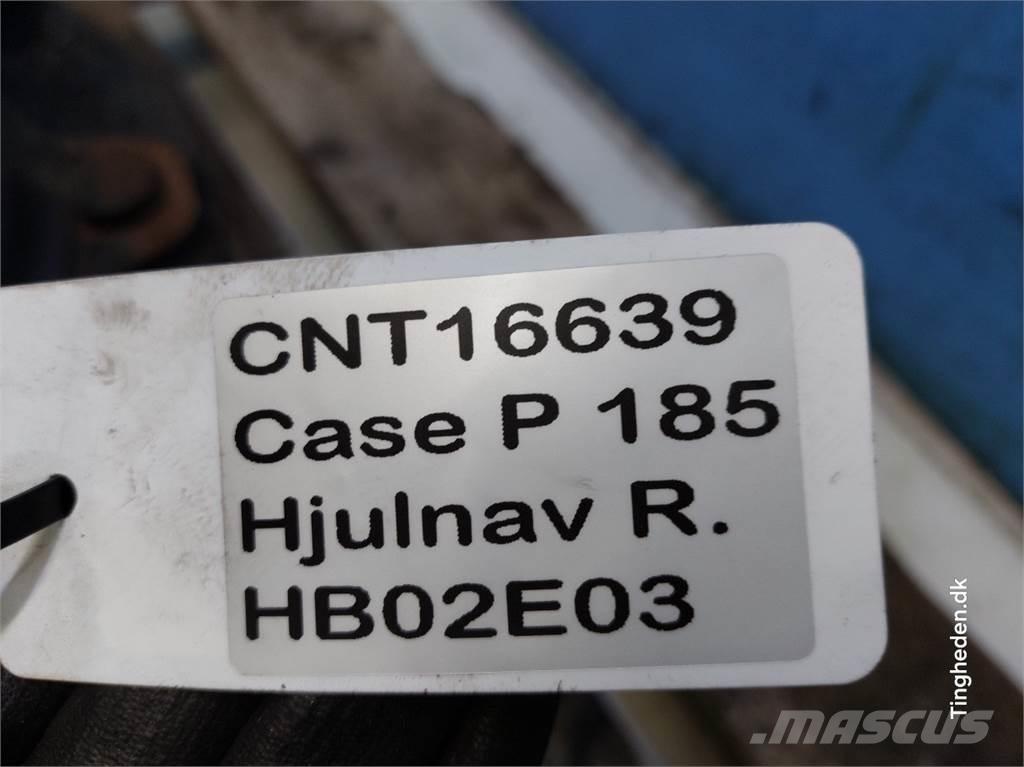 CNT16639
Case P 185
Hjulnav R.
HB02E03
Tingheden.dk
MASCUS